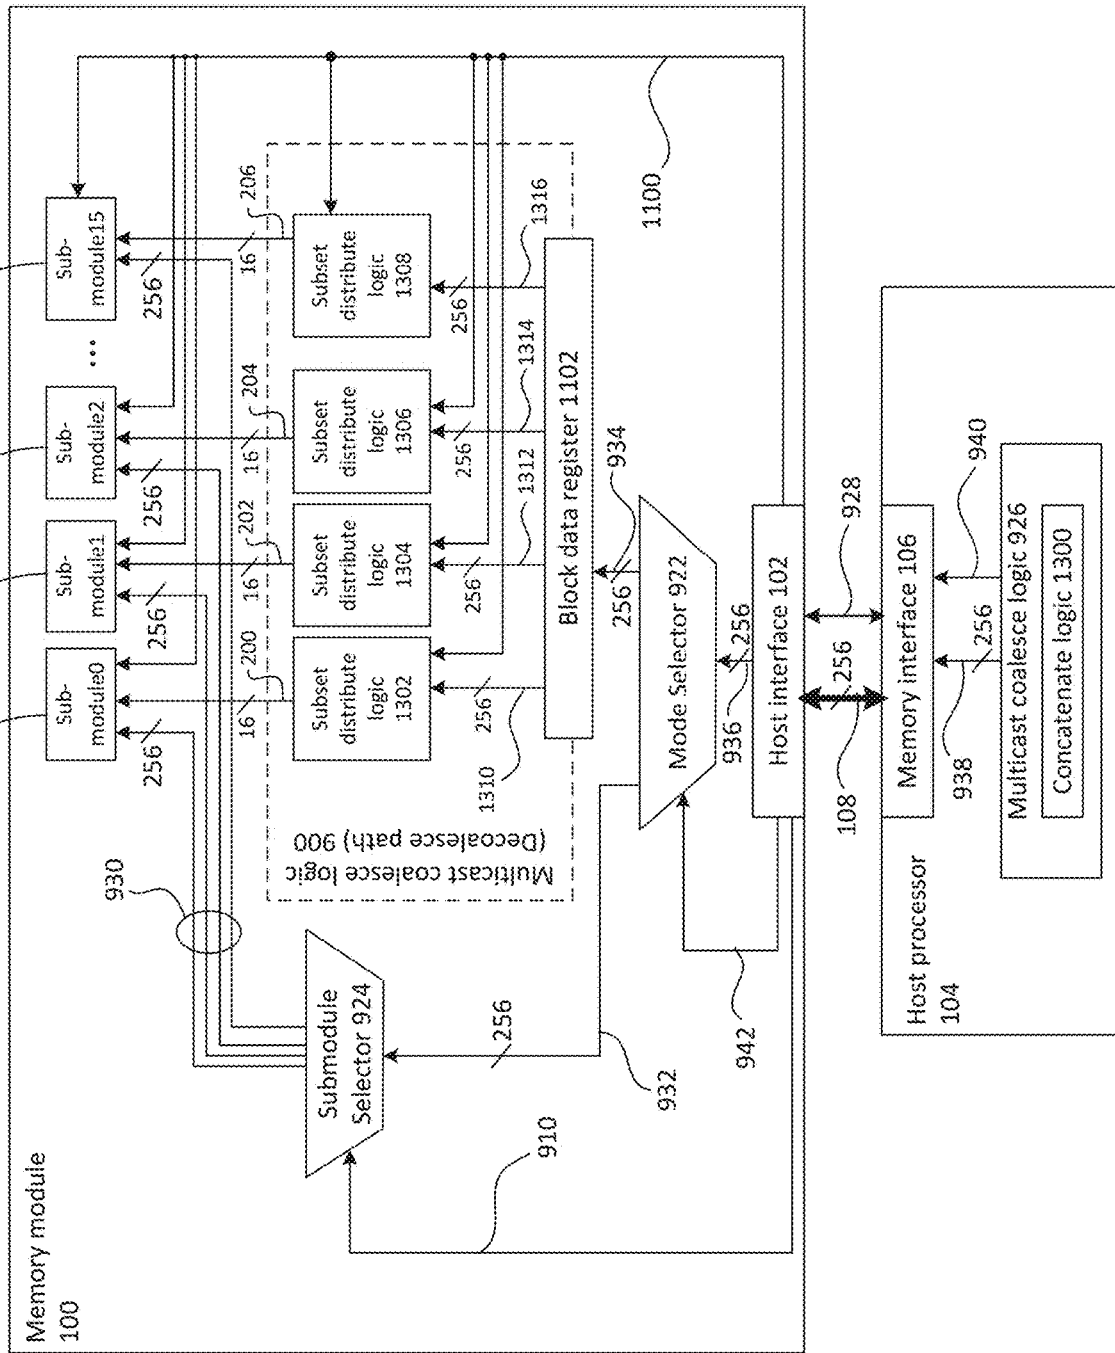 Memory module
100
Sub-
module0
Sub-
module1
Sub-
module2
...
Sub-
module15
930
256
256
256
256
16
200
16
202
16
204
16
206
Submodule
Selector 924
Multicast coalesce logic
(Decoalesce path) 900
Subset
distribute
logic
1302
Subset
distribute
logic
1304
Subset
distribute
logic
1306
Subset
distribute
logic
1308
256
1310
256
1312
256
1314
256
1316
Block data register 1102
256
932
256
934
Mode Selector 922
910
942
936
256
1100
Host interface 102
108
256
928
Host processor
104
Memory interface 106
938
256
940
Multicast coalesce logic 926
Concatenate logic 1300